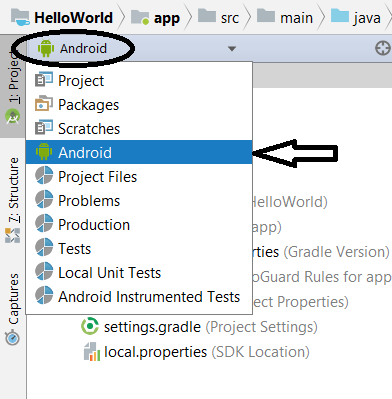 HelloWorld app src main java
Android
1: Project
Project
Packages
Scratches
Android
Project Files
Problems
Production
Tests
Local Unit Tests
Android Instrumented Tests
7: Structure
Captures
HelloWorld)
app)
erties (Gradle Version)
oGuard Rules for app
t Properties)
settings.gradle (Project Settings)
local.properties (SDK Location)